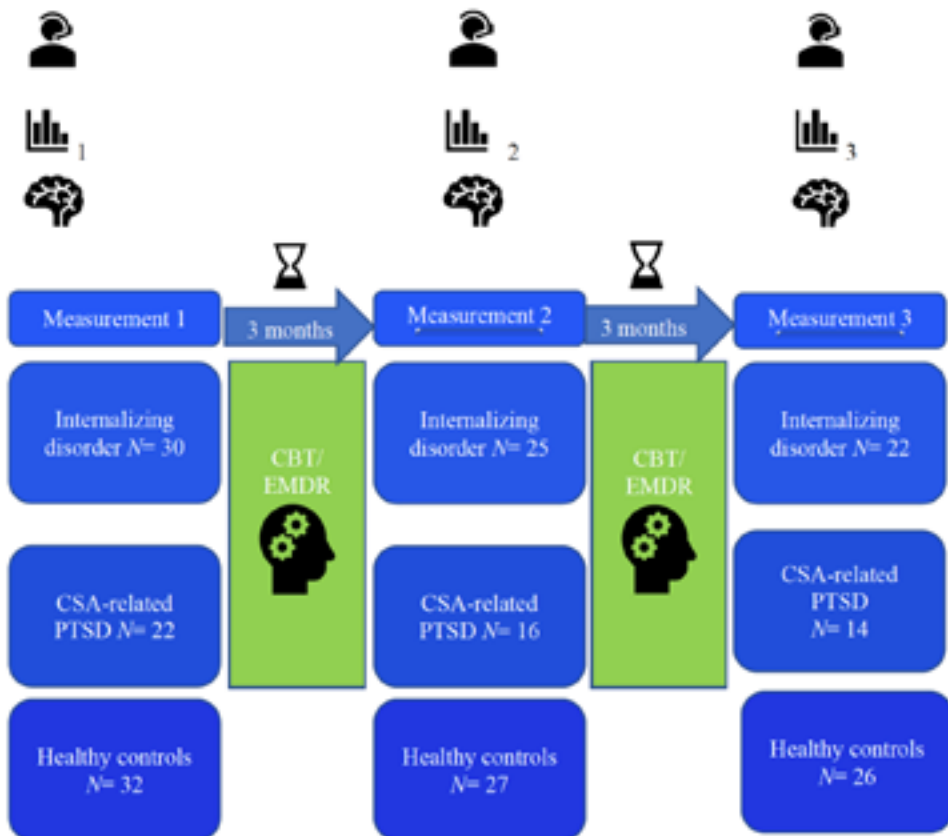 1
2
3
Measurement 1
3 months
Measurement 2
3 months
Measurement 3
Internalizing
disorder N= 30
CBT/
EMDR
Internalizing
disorder N= 25
CBT/
EMDR
Internalizing
disorder N= 22
CSA-related
PTSD N= 22
CSA-related
PTSD N= 16
CSA-related
PTSD
N= 14
Healthy controls
N= 32
Healthy controls
N= 27
Healthy controls
N= 26